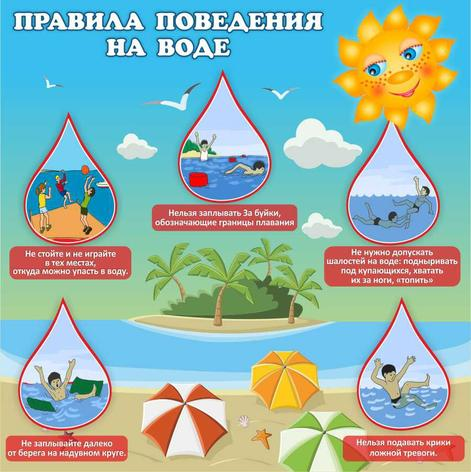 ПРАВИЛА ПОВЕДЕНИЯ
НА ВОДЕ
Нельзя заплывать За буйки,
обозначающие границы плавания
Не стойте и не играйте
в тех местах,
откуда можно упасть в воду.
Не нужно допускать
шалостей на воде: подныривать
под купающихся, хватать
их за ноги, «топить»
Не заплывайте далеко
от берега на надувном круге.
Нельзя подавать крики
ложной тревоги.